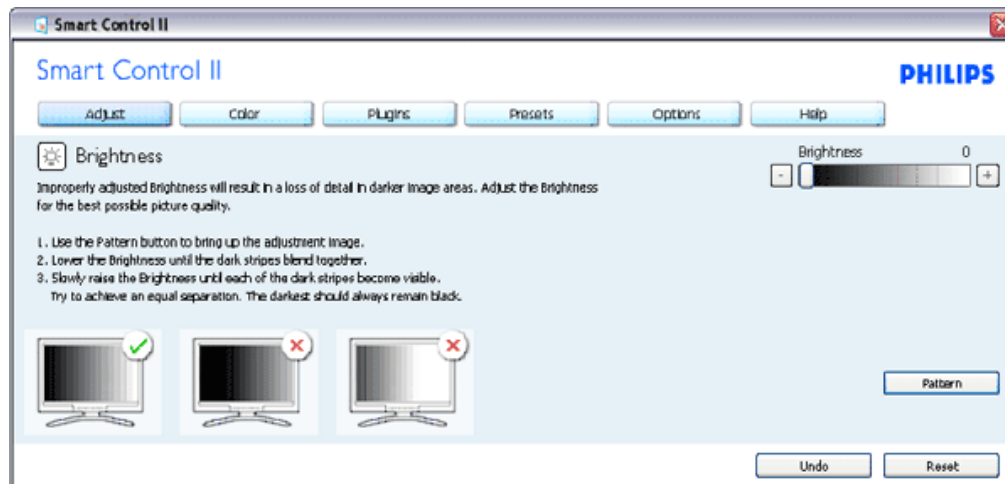 Smart Control II
Smart Control II
PHILIPS
Adjust Color Plugins Presets Options Help
Brightness
Brightness 0
- +
Improperly adjusted Brightness will result in a loss of detail in darker image areas. Adjust the Brightness
for the best possible picture quality.
1. Use the Pattern button to bring up the adjustment image.
2. Lower the Brightness until the dark stripes blend together.
3. Slowly raise the Brightness until each of the dark stripes become visible.
Try to achieve an equal separation. The darkest should always remain black.
Pattern
Undo Reset